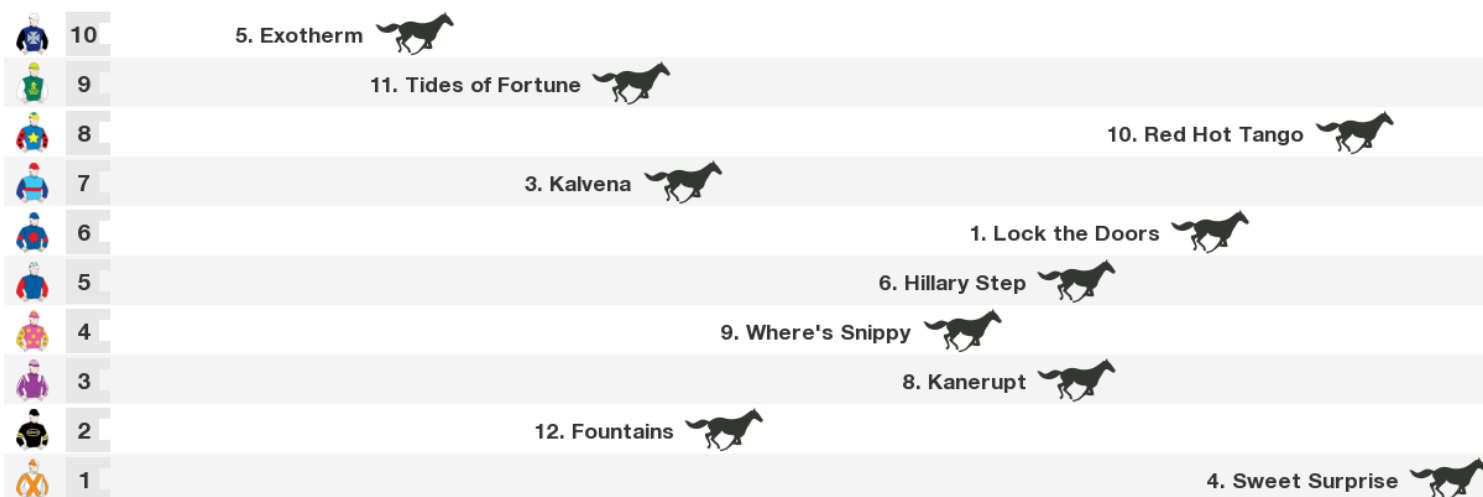 10 5. Exotherm
9 11. Tides of Fortune
8 10. Red Hot Tango
7 3. Kalvena
6 1. Lock the Doors
5 6. Hillary Step
4 9. Where's Snippy
3 8. Kanerupt
2 12. Fountains
1 4. Sweet Surprise